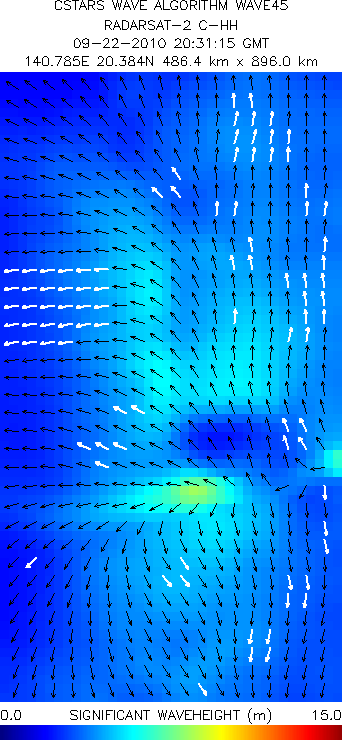 CSTARS WAVE ALGORITHM WAVE45
RADARSAT-2 C-HH
09-22-2010 20:31:15 GMT
140.785E 20.384N 486.4 km x 896.0 km
0.0 SIGNIFICANT WAVEHEIGHT (m) 15.0